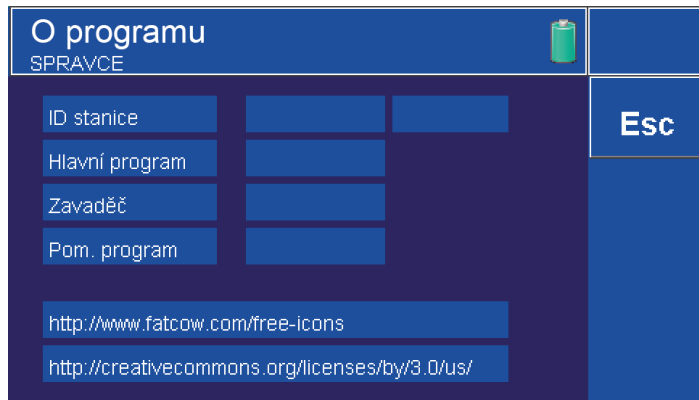 O programu
SPRAVCE
Esc
ID stanice
Hlavní program
Zavaděč
Pom. program
http://www.fatcow.com/free-icons
http://creativecommons.org/licenses/by/3.0/us/